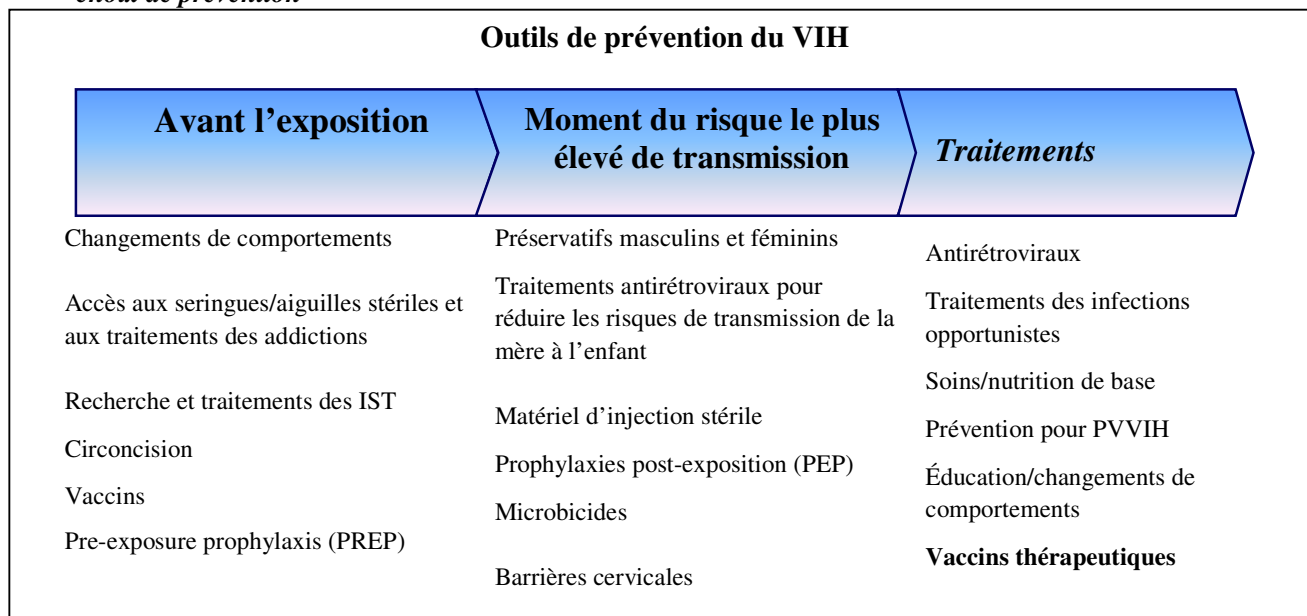 Outils de prévention du VIH
Avant l’exposition
Moment du risque le plus
élevé de transmission
Traitements
Changements de comportements
Accès aux seringues/aiguilles stériles et
aux traitements des addictions
Recherche et traitements des IST
Circoncision
Vaccins
Pre-exposure prophylaxis (PREP)
Préservatifs masculins et féminins
Traitements antirétroviraux pour
réduire les risques de transmission de la
mère à l’enfant
Matériel d’injection stérile
Prophylaxies post-exposition (PEP)
Microbicides
Barrières cervicales
Antirétroviraux
Traitements des infections
opportunistes
Soins/nutrition de base
Prévention pour PVVIH
Éducation/changements de
comportements
Vaccins thérapeutiques